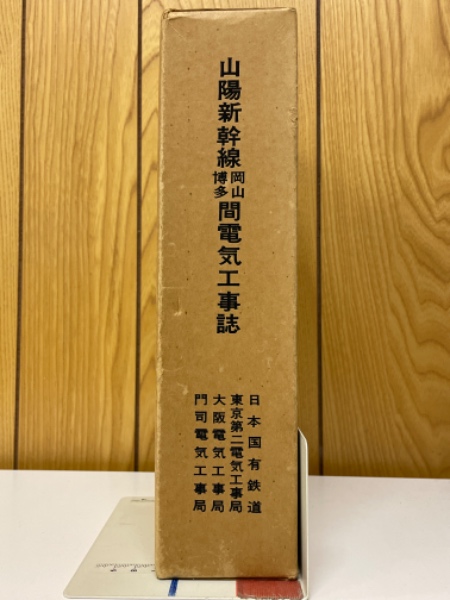 山陽新幹線岡山博多間電気工事誌
日本国有鉄道
東京第二電気工事局
大阪電気工事局
門司電気工事局